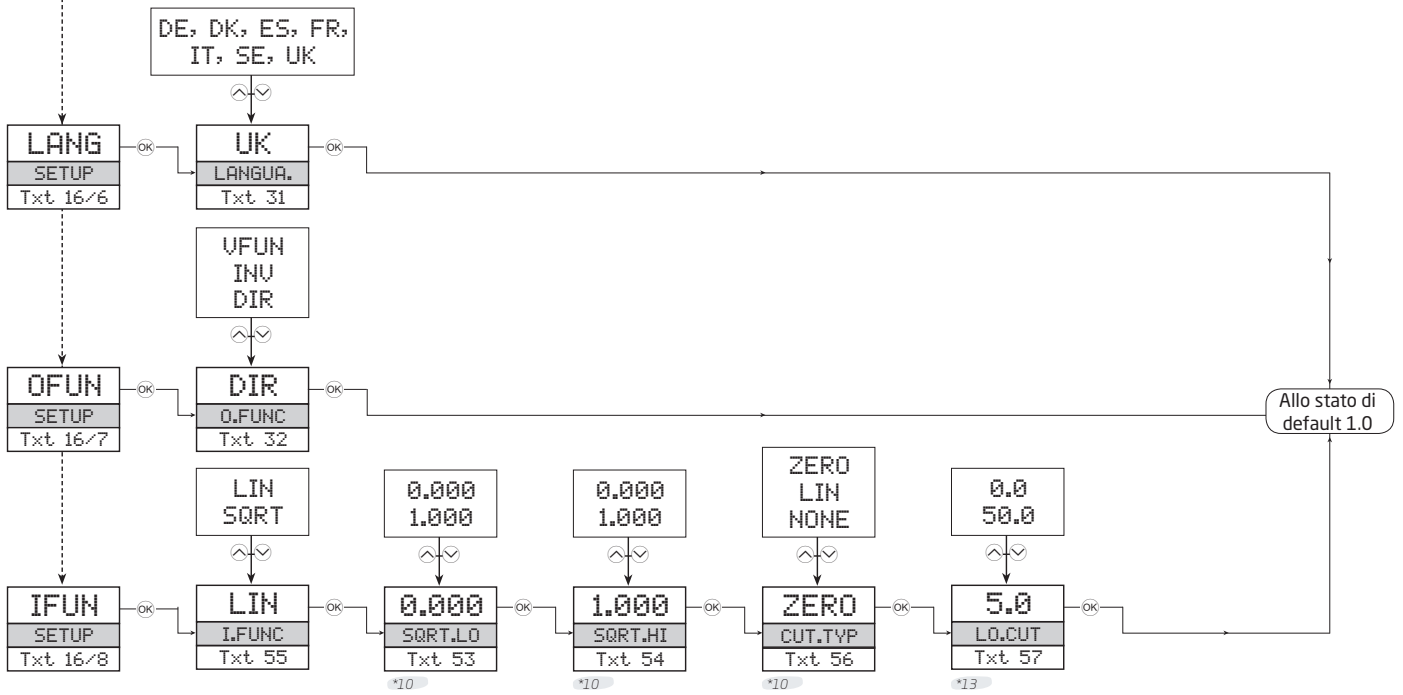 DE, DK, ES, FR,
IT, SE, UK
LANG
OK
UK
OK
SETUP
LANGUA.
Txt 16/6
Txt 31
VFUN
INV
DIR
OFUN
OK
DIR
OK
SETUP
O.FUNC
Txt 16/7
Txt 32
Allo stato di
default 1.0
LIN
SQRT
0.000
1.000
0.000
1.000
ZERO
LIN
NONE
0.0
50.0
IFUN
OK
LIN
OK
0.000
OK
1.000
OK
ZERO
OK
5.0
OK
SETUP
I.FUNC
SQRT.LO
SQRT.HI
CUT.TYP
LO.CUT
Txt 16/8
Txt 55
Txt 53
Txt 54
Txt 56
Txt 57
*10
*10
*10
*13